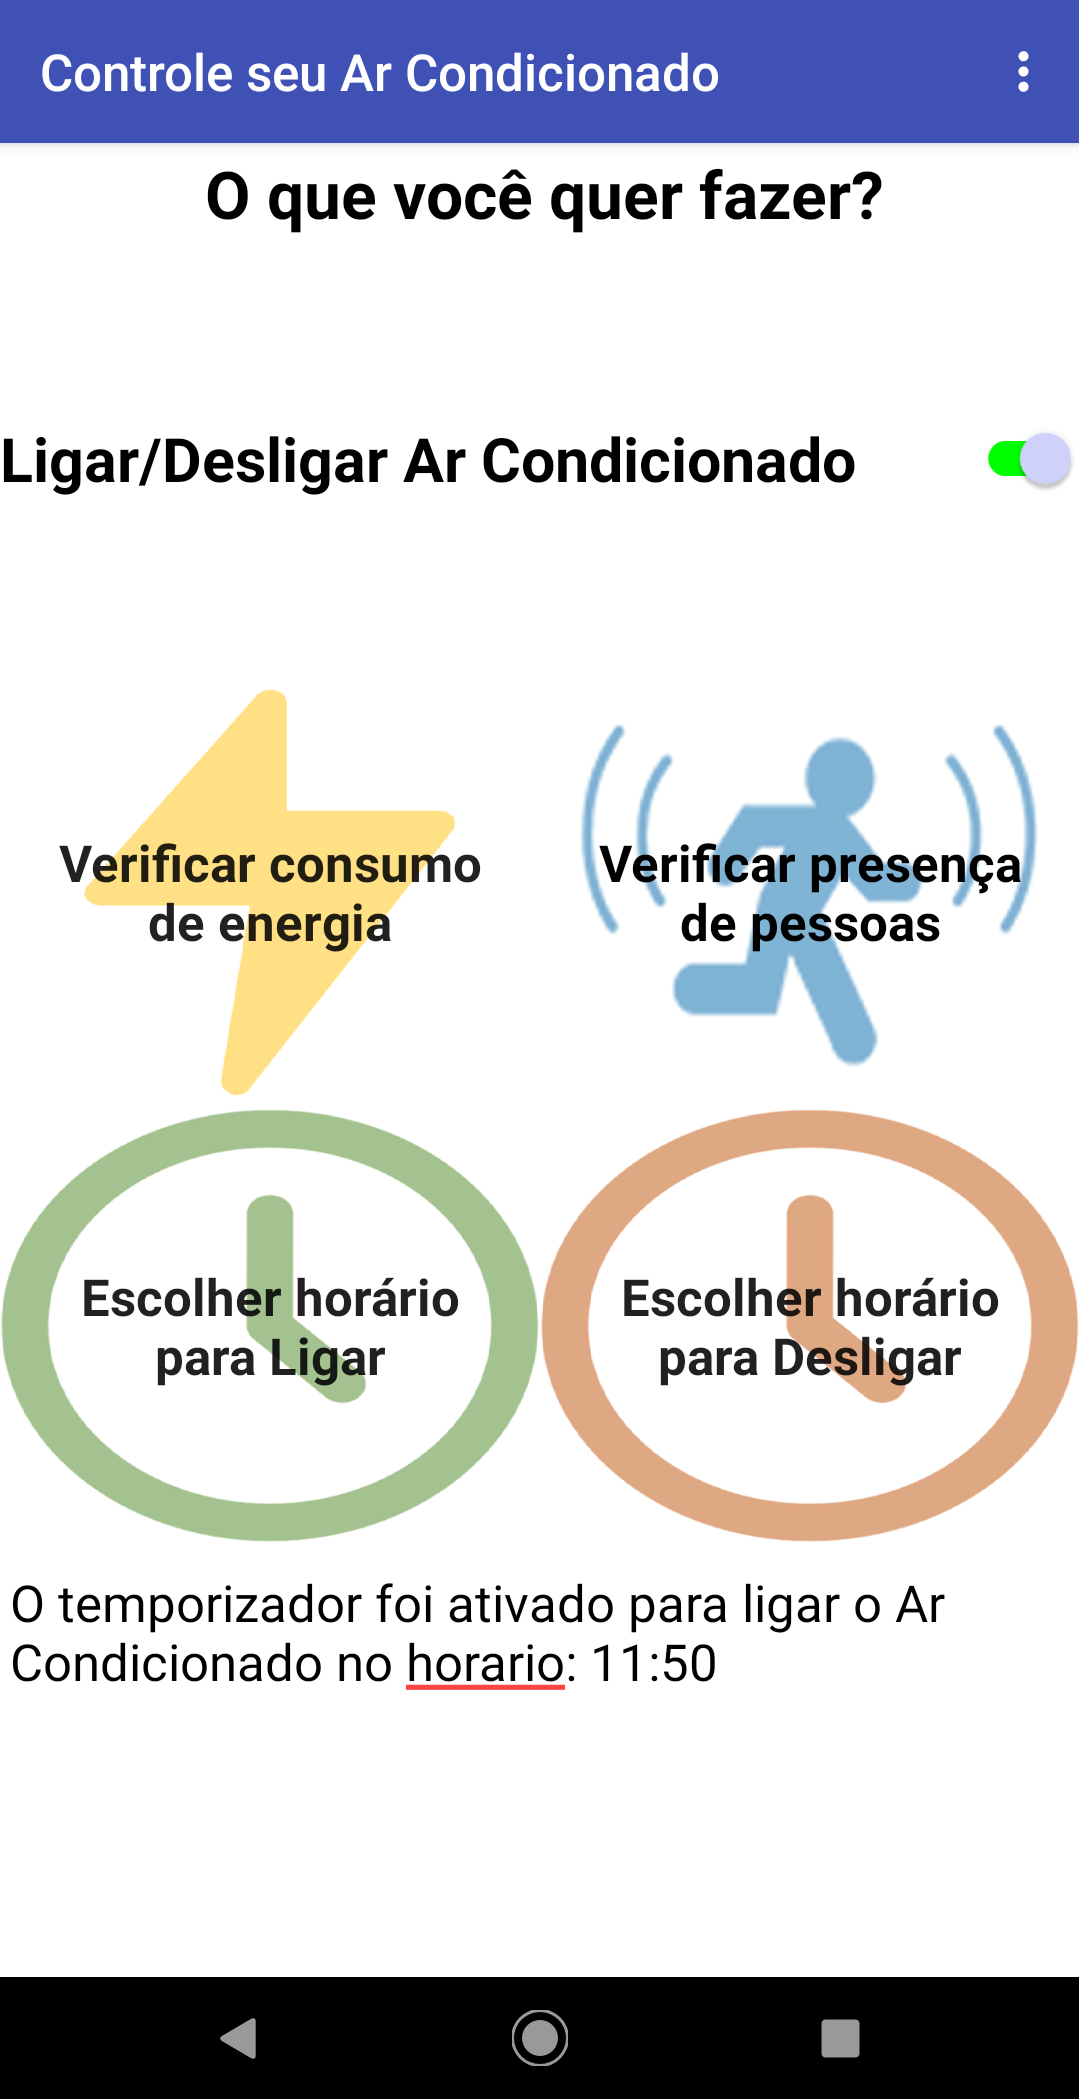 Controle seu Ar Condicionado
O que você quer fazer?
Ligar/Desligar Ar Condicionado
Verificar consumo
de energia
Verificar presença
de pessoas
Escolher horário
para Ligar
Escolher horário
para Desligar
O temporizador foi ativado para ligar o Ar
Condicionado no horario: 11:50